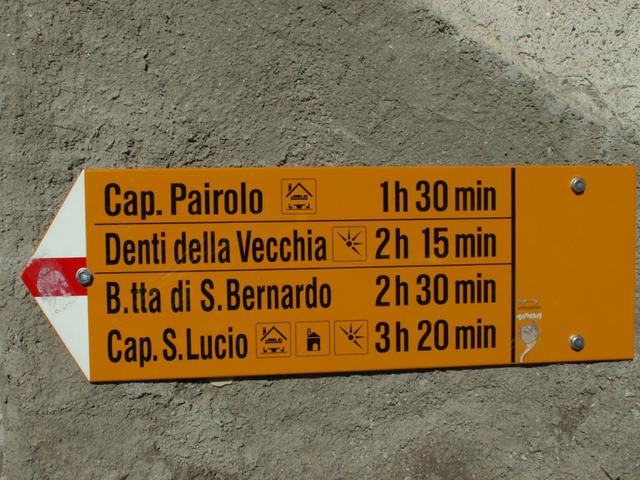 Cap. Pairolo 1h 30 min
Denti della Vecchia 2h 15 min
B.tta di S.Bernardo 2h 30 min
Cap. S.Lucio 3h 20 min